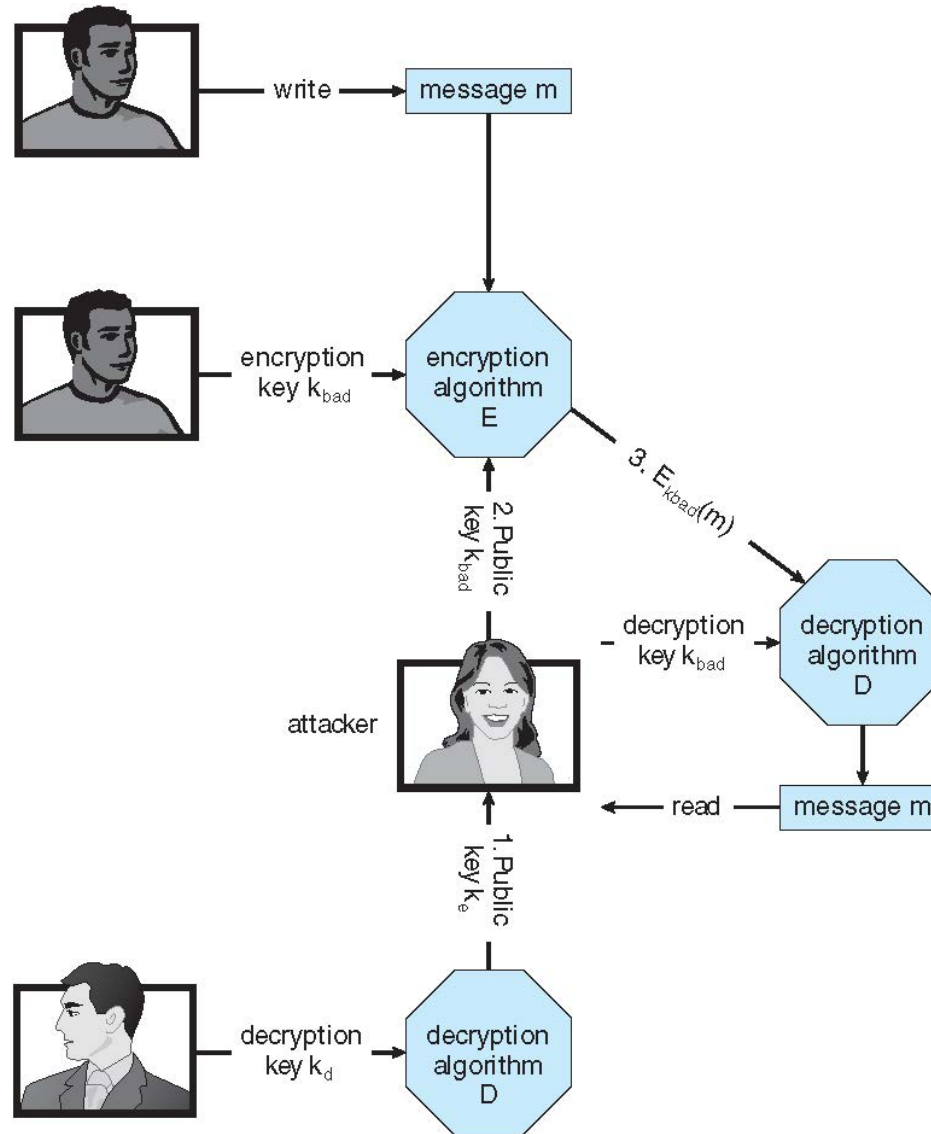 write
message m
encryption
key k_bad
encryption
algorithm
E
3. E_kbad(m)
2. Public
key k_bad
decryption
key k_bad
decryption
algorithm
D
attacker
read
message m
1. Public
key k_e
decryption
key k_d
decryption
algorithm
D